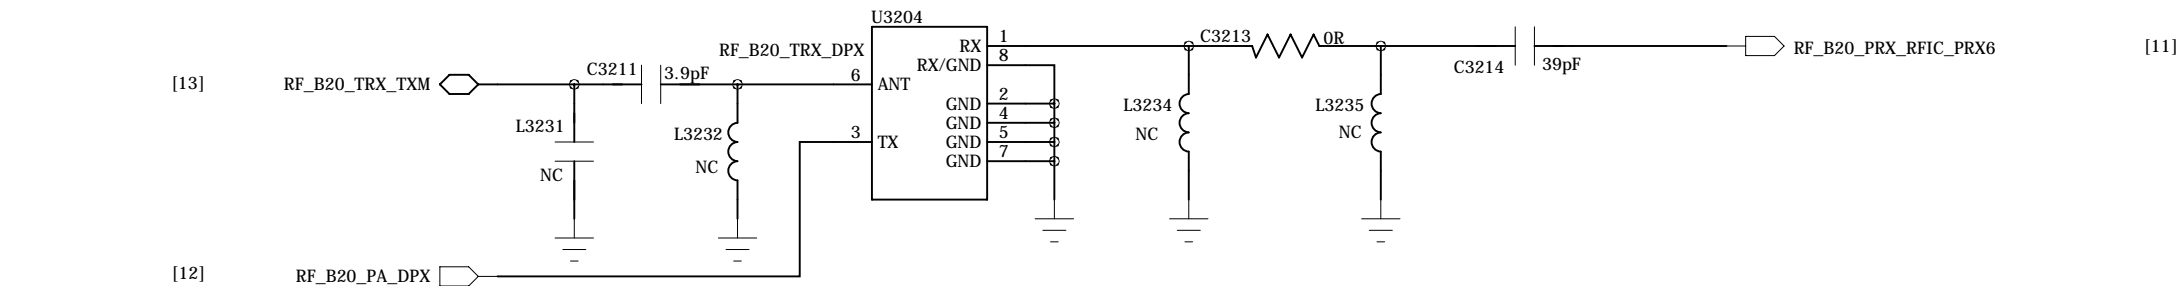 U3204
RF_B20_TRX_DPX
RX
1
C3213
0R
RX/GND
8
C3214
39pF
RF_B20_PRX_RFIC_PRX6
[11]
[13]
RF_B20_TRX_TXM
C3211
3.9pF
6
ANT
GND
2
GND
4
GND
5
GND
7
L3231
NC
L3232
NC
3
TX
L3234
NC
L3235
NC
[12]
RF_B20_PA_DPX